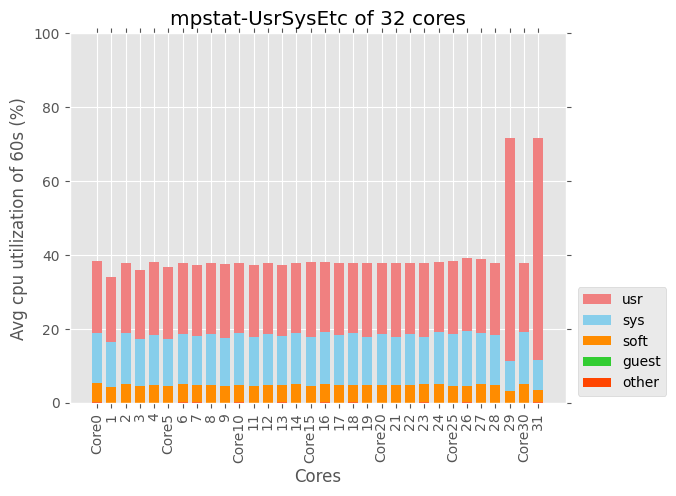 mpstat-UsrSysEtc of 32 cores
100
80
60
40
20
0
Avg cpu utilization of 60s (%)
Core0
1
2
3
4
Core5
6
7
8
9
Core10
11
12
13
14
Core15
16
17
18
19
Core20
21
22
23
24
Core25
26
27
28
29
Core30
31
Cores
usr
sys
soft
guest
other